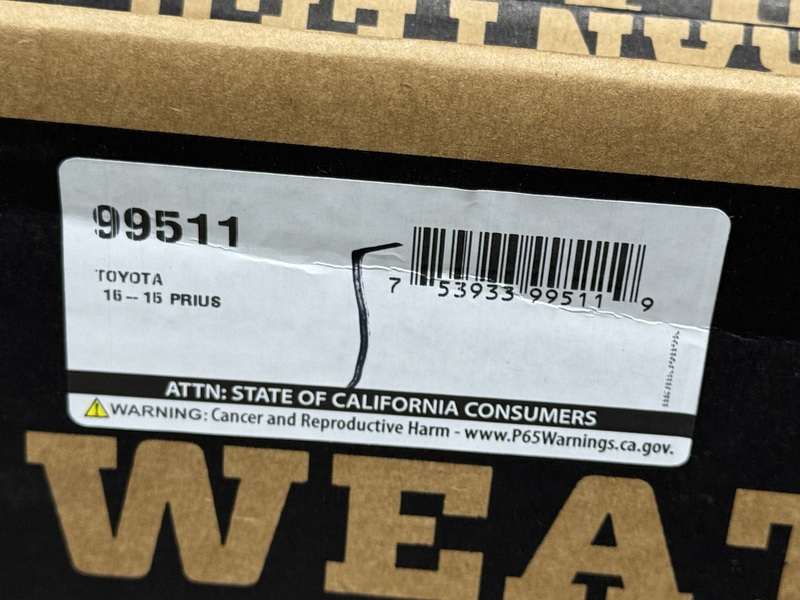 99511
TOYOTA
16 – 16 PRIUS
7 53933 99511 9
ATTN: STATE OF CALIFORNIA CONSUMERS
WARNING: Cancer and Reproductive Harm - www.P65Warnings.ca.gov.
WEAT